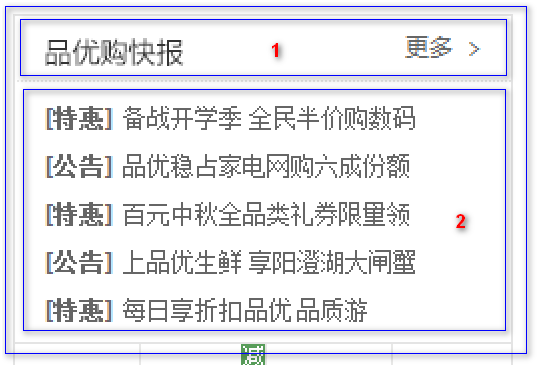 品优购快报 1 更多 >
[特惠] 备战开学季 全民半价购数码
[公告] 品优稳占家电网购六成份额
[特惠] 百元中秋全品类礼券限量领
2
[公告] 上品优生鲜 享阳澄湖大闸蟹
[特惠] 每日享折扣品优品质游
减